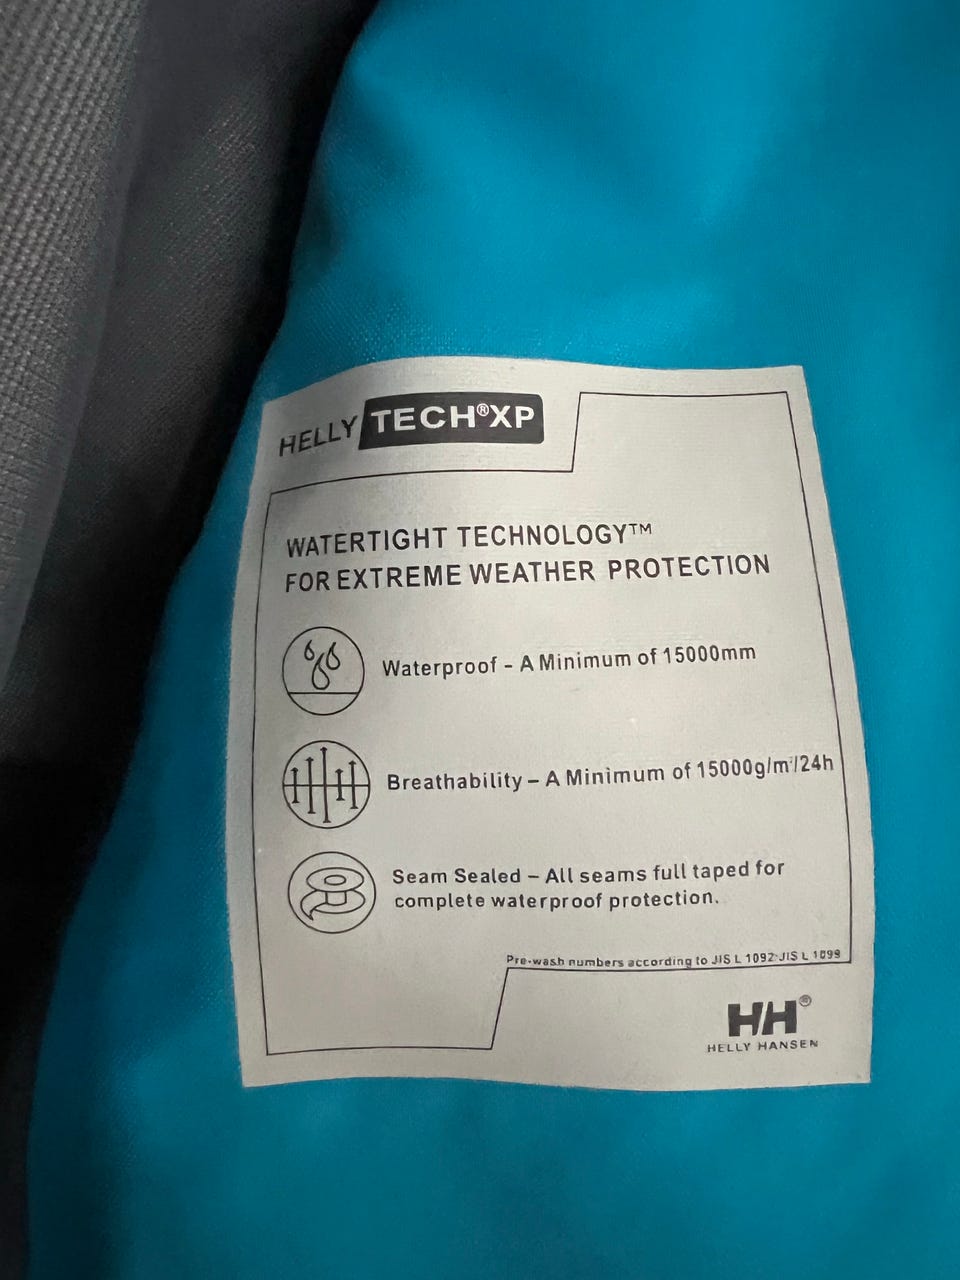 HELLY TECH®XP
WATERTIGHT TECHNOLOGY™
FOR EXTREME WEATHER PROTECTION
Waterproof – A Minimum of 15000mm
Breathability – A Minimum of 15000g/m²/24h
Seam Sealed – All seams full taped for
complete waterproof protection.
Pre-wash numbers according to JIS L 1092·JIS L 1099
HH®
HELLY HANSEN